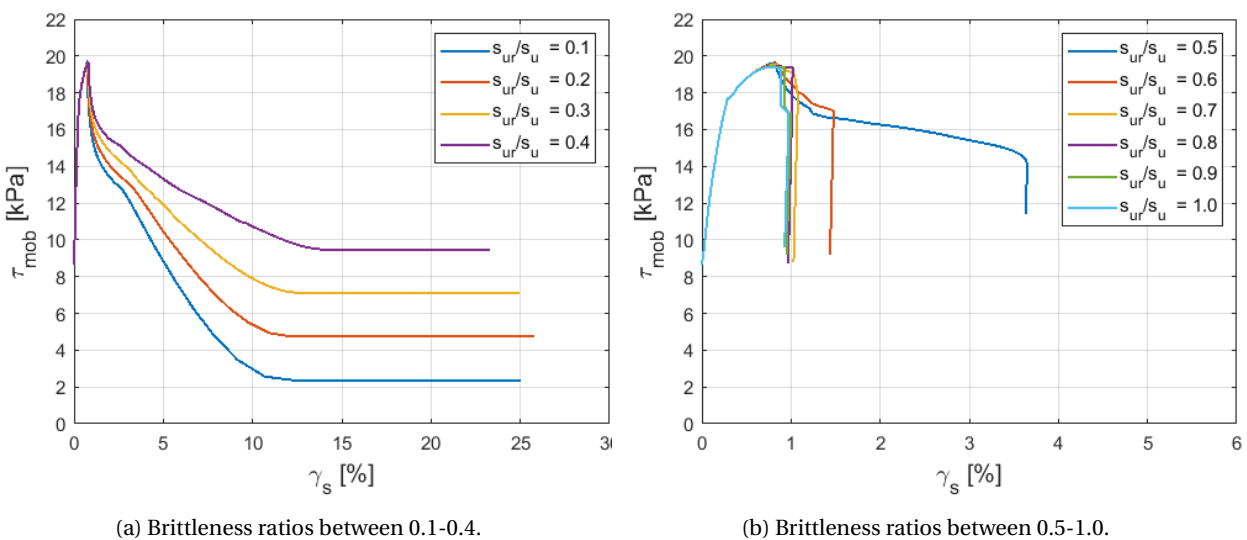 22
20
18
16
14
12
10
8
6
4
2
0
τmob [kPa]
0 5 10 15 20 25 30
γs [%]
sur/su = 0.1
sur/su = 0.2
sur/su = 0.3
sur/su = 0.4
(a) Brittleness ratios between 0.1-0.4.
22
20
18
16
14
12
10
8
6
4
2
0
τmob [kPa]
0 1 2 3 4 5 6
γs [%]
sur/su = 0.5
sur/su = 0.6
sur/su = 0.7
sur/su = 0.8
sur/su = 0.9
sur/su = 1.0
(b) Brittleness ratios between 0.5-1.0.